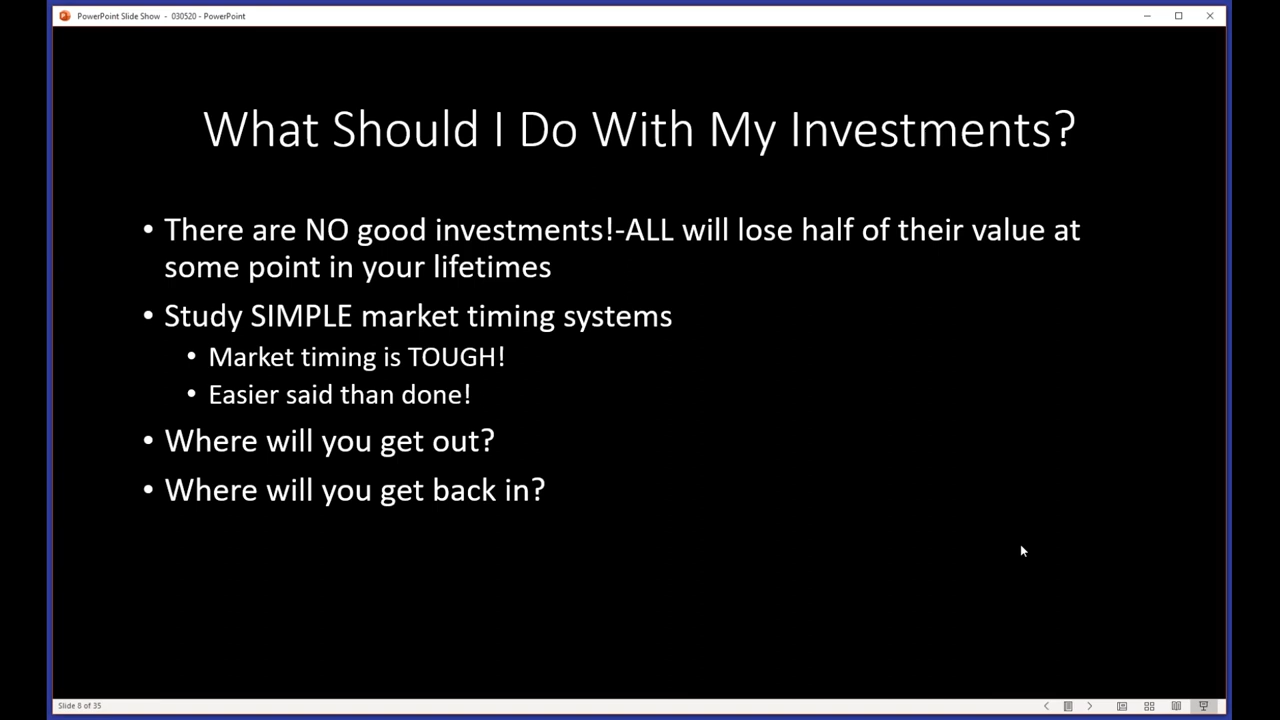 PowerPoint Slide Show - 030520 - PowerPoint
What Should I Do With My Investments?
• There are NO good investments!-ALL will lose half of their value at
some point in your lifetimes
• Study SIMPLE market timing systems
• Market timing is TOUGH!
• Easier said than done!
• Where will you get out?
• Where will you get back in?
Slide 8 of 35